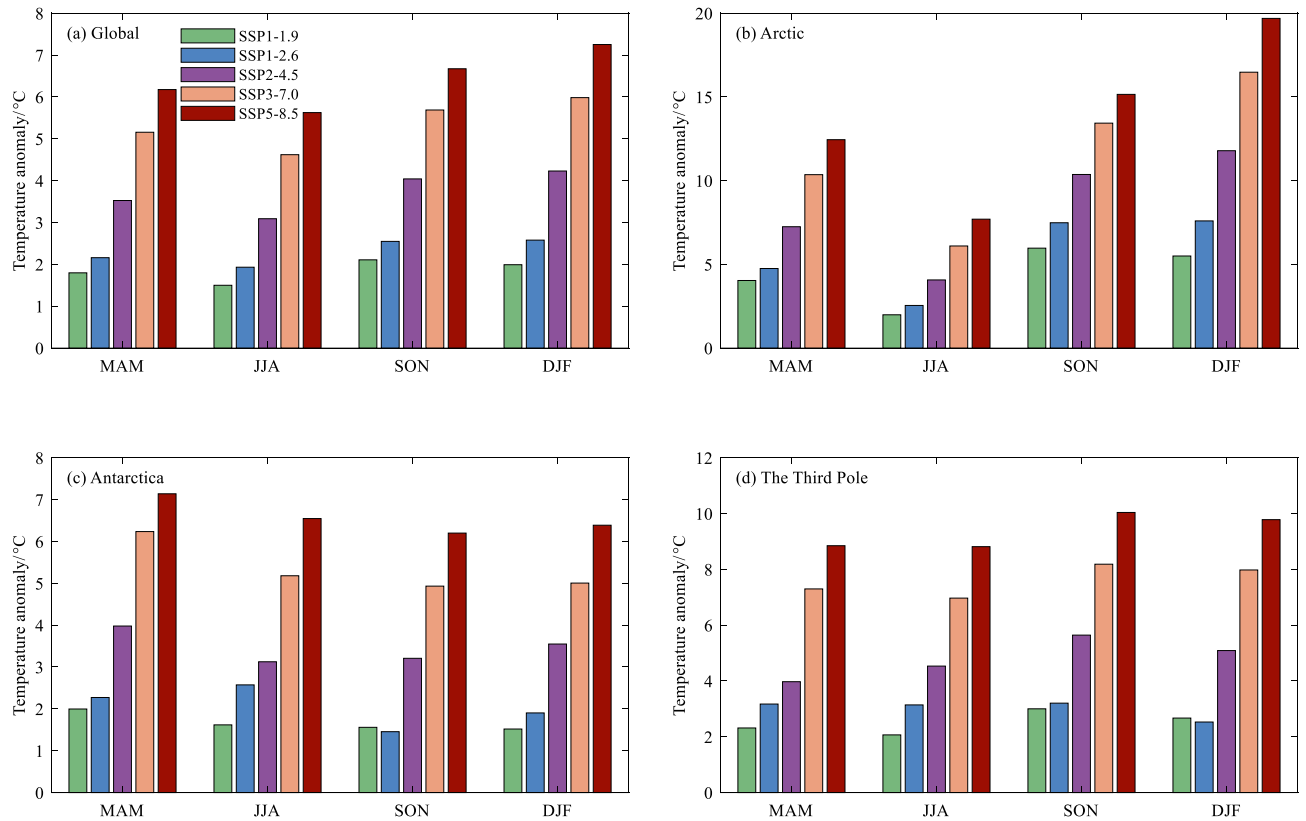 (a) Global
SSP1-1.9
SSP1-2.6
SSP2-4.5
SSP3-7.0
SSP5-8.5
Temperature anomaly/°C
8
7
6
5
4
3
2
1
0
MAM JJA SON DJF
(b) Arctic
Temperature anomaly/°C
20
15
10
5
0
MAM JJA SON DJF
(c) Antarctica
Temperature anomaly/°C
8
7
6
5
4
3
2
1
0
MAM JJA SON DJF
(d) The Third Pole
Temperature anomaly/°C
12
10
8
6
4
2
0
MAM JJA SON DJF